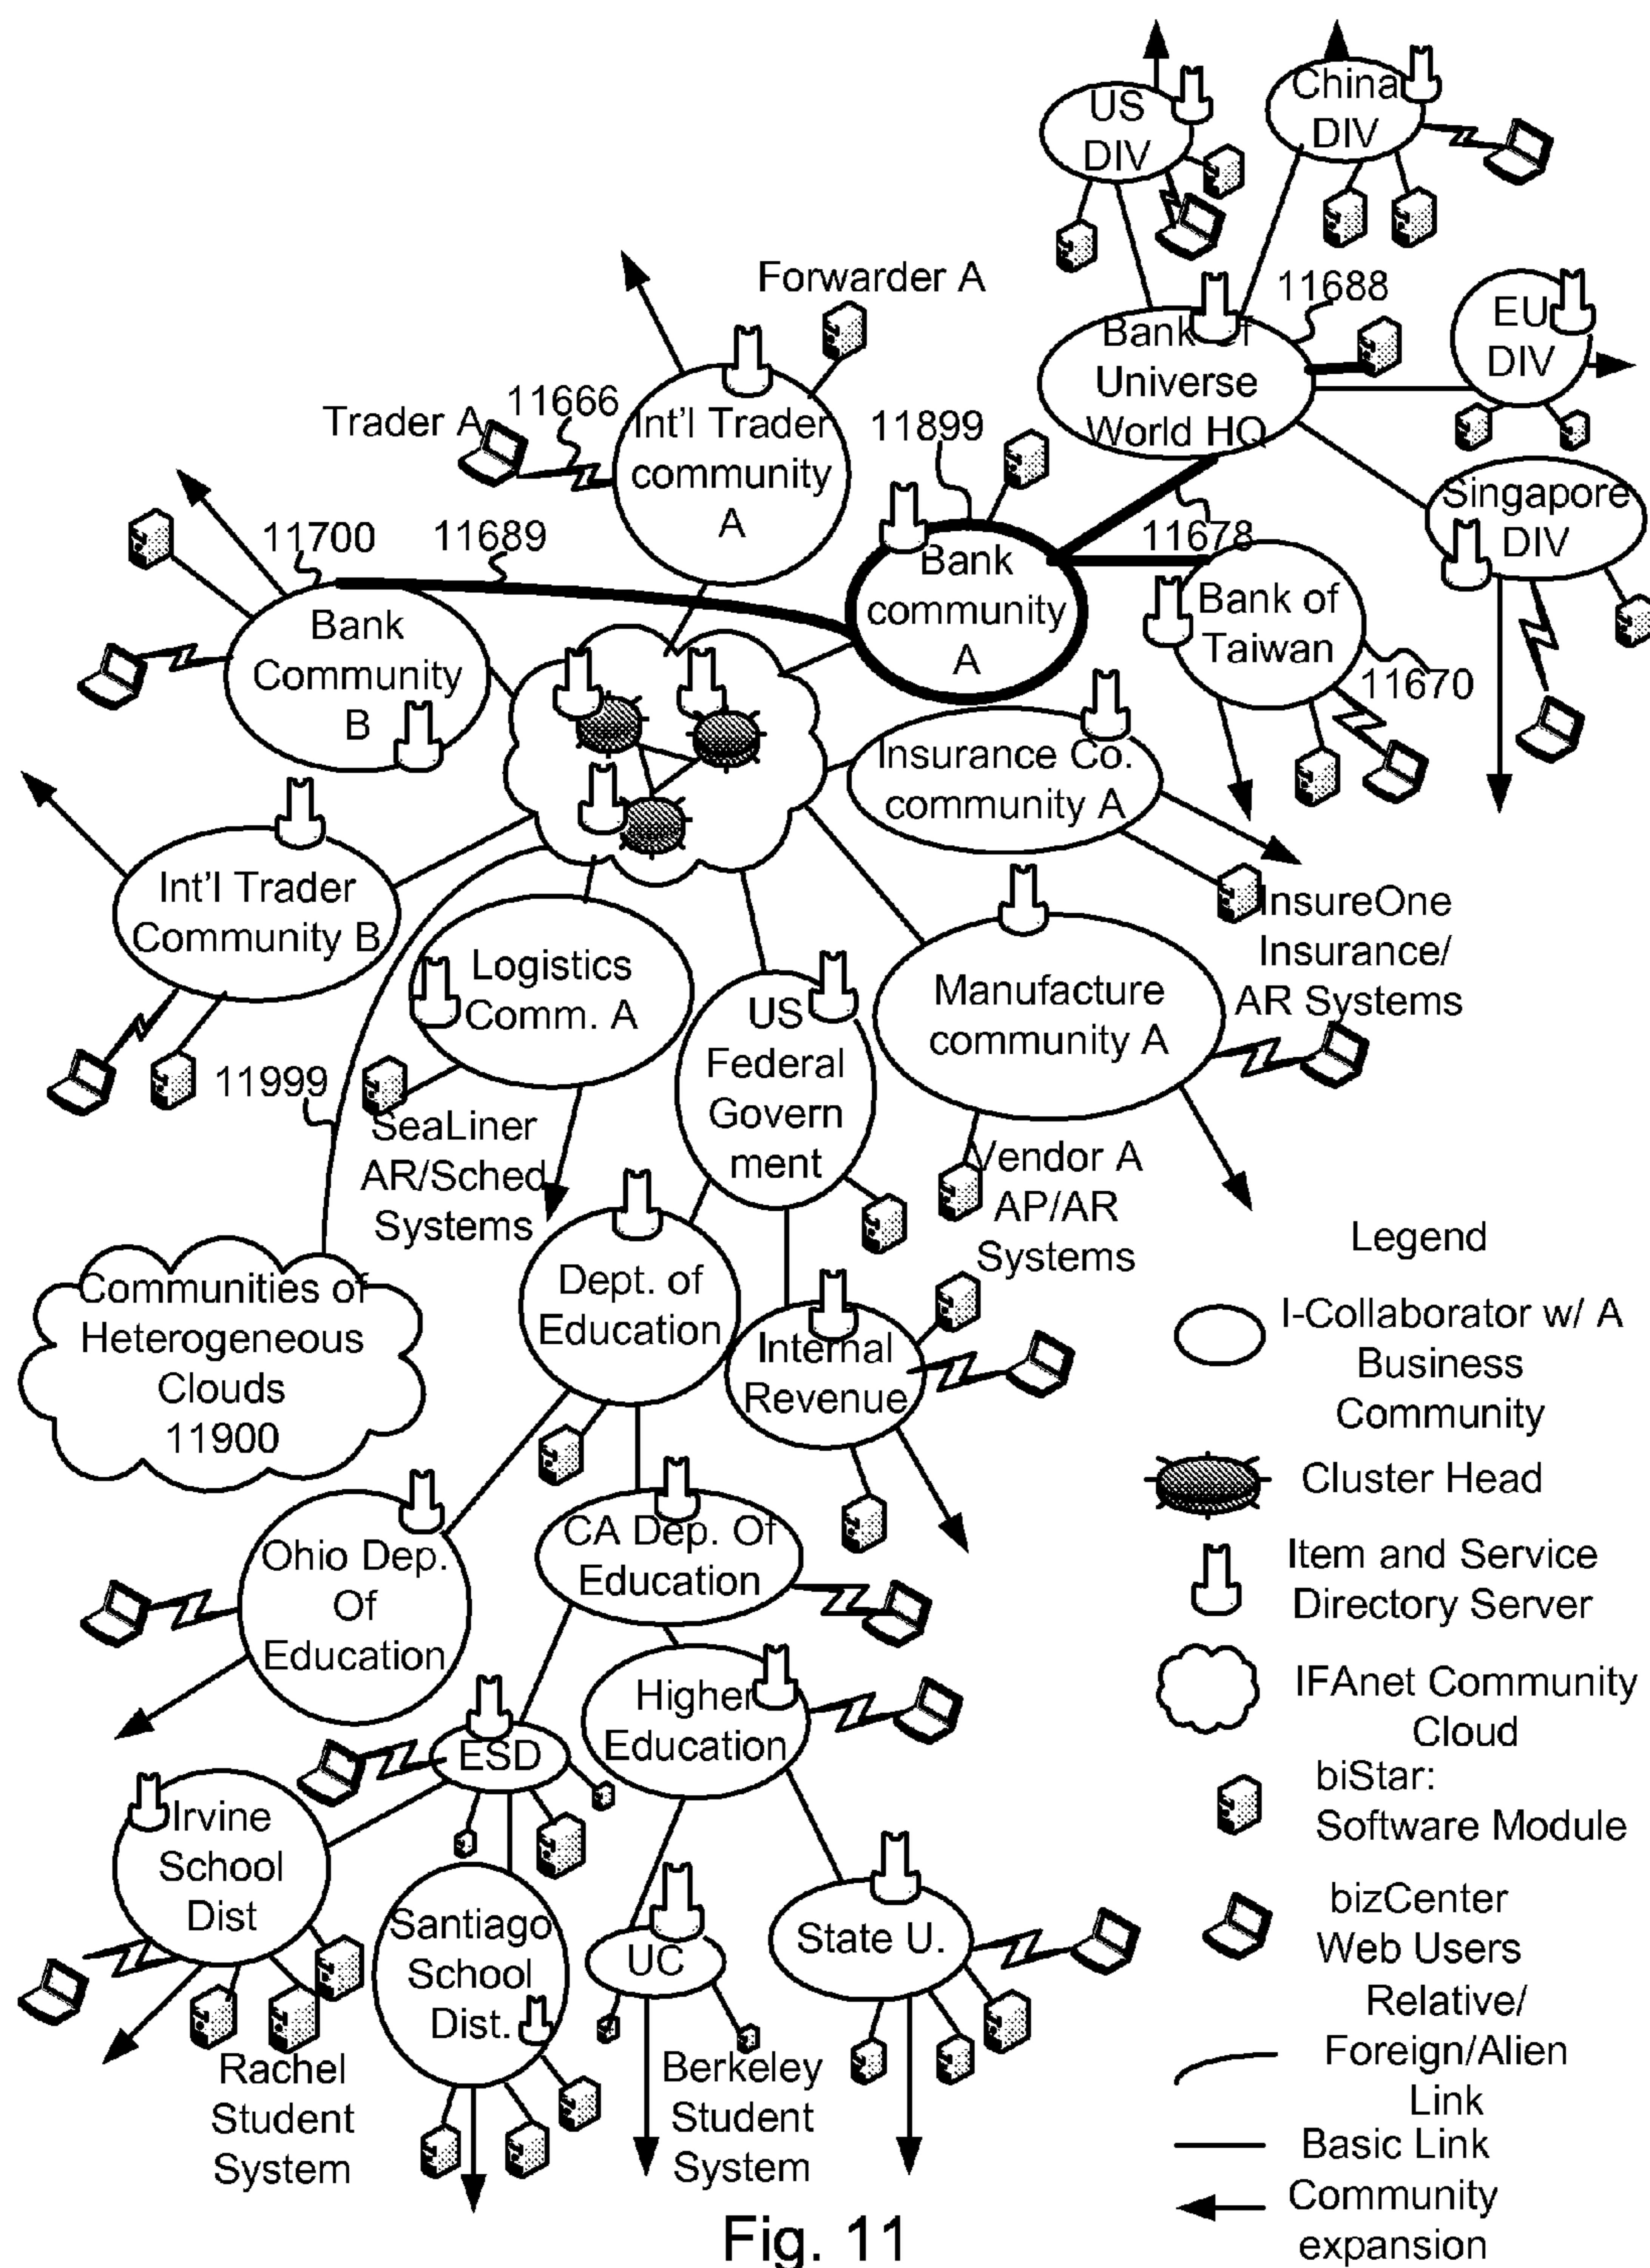 US
DIV
China
DIV
Forwarder A
11688
Bank Of
Universe
World HQ
EU
DIV
Trader A
11666
Int'l Trader
community
A
11899
Singapore
DIV
11700
11689
11678
Bank
community
A
Bank of
Taiwan
11670
Bank
Community
B
Insurance Co.
community A
Int'l Trader
Community B
InsureOne
Insurance/
AR Systems
Logistics
Comm. A
US
Federal
Govern
ment
Manufacture
community A
11999
SeaLiner
AR/Sched
Systems
Vendor A
AP/AR
Systems
Communities of
Heterogeneous
Clouds
11900
Dept. of
Education
Internal
Revenue
Ohio Dep.
Of
Education
CA Dep. Of
Education
Higher
Education
ESD
Irvine
School
Dist
Santiago
School
Dist.
UC
State U.
Rachel
Student
System
Berkeley
Student
System
Legend
I-Collaborator w/ A
Business
Community
Cluster Head
Item and Service
Directory Server
IFAnet Community
Cloud
biStar:
Software Module
bizCenter
Web Users
Relative/
Foreign/Alien
Link
Basic Link
Community
expansion
Fig. 11